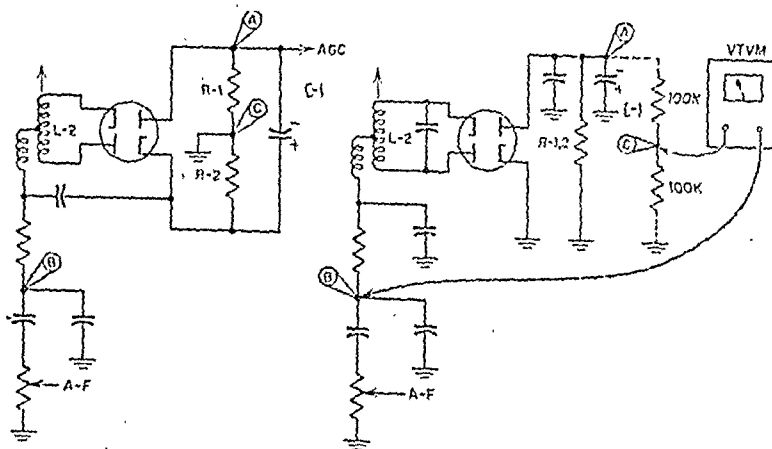 A
AGC
R-1
C-1
C
L-2
R-2
B
A-F
A
VTVM
C-1
100K
L-2
R-1,2
C
100K
B
A-F